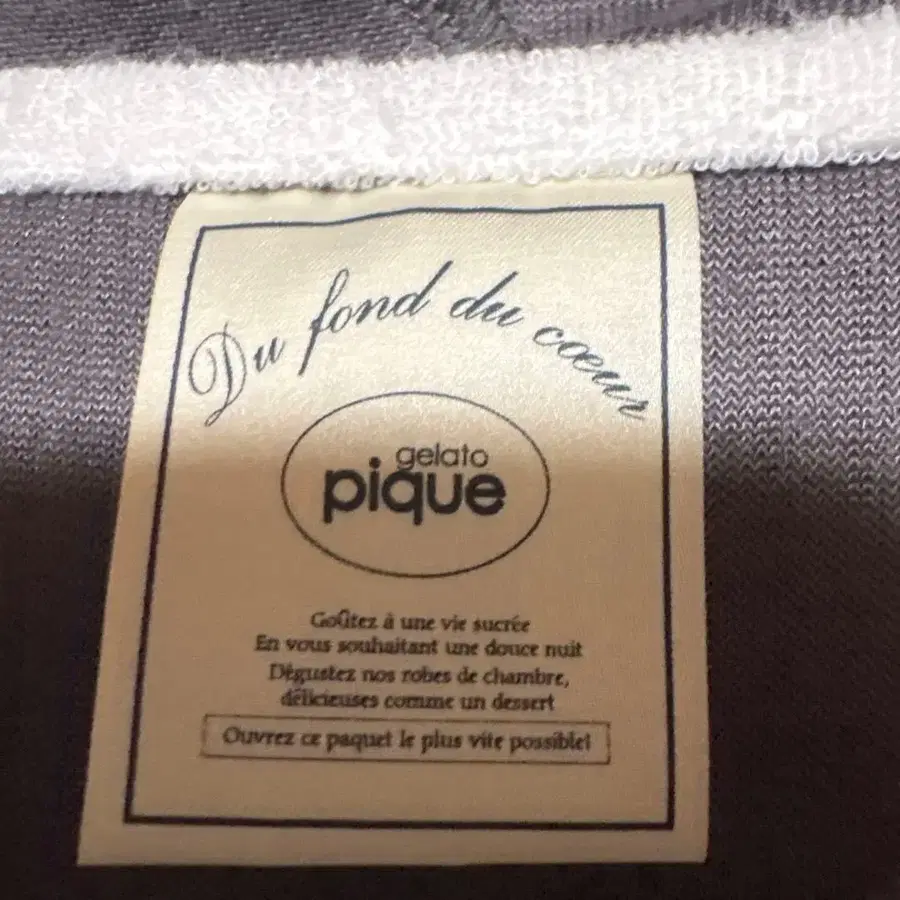 Du fond du cœur
gelato
pique
Goûtez à une vie sucrée
En vous souhaitant une douce nuit
Dégustez nos robes de chambre,
délicieuses comme un dessert
Ouvrez ce paquet le plus vite possible!